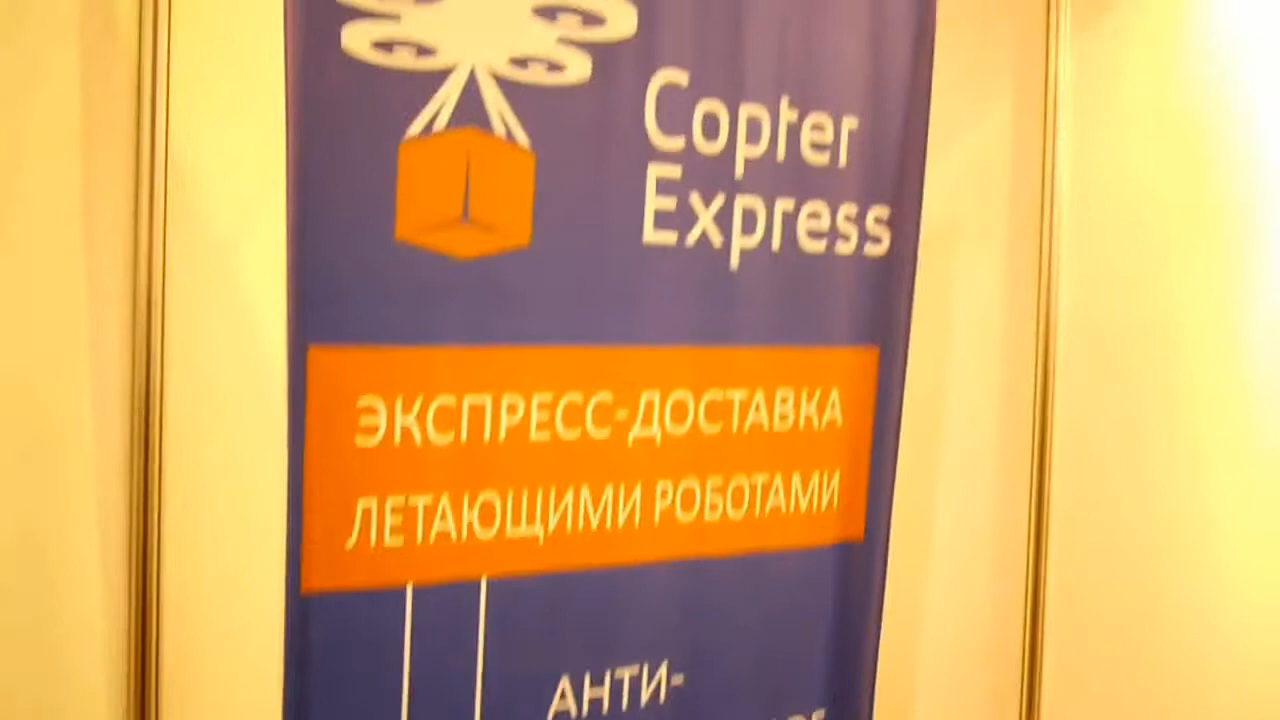 Copter
Express
ЭКСПРЕСС-ДОСТАВКА
ЛЕТАЮЩИМИ РОБОТАМИ
АНТИ-